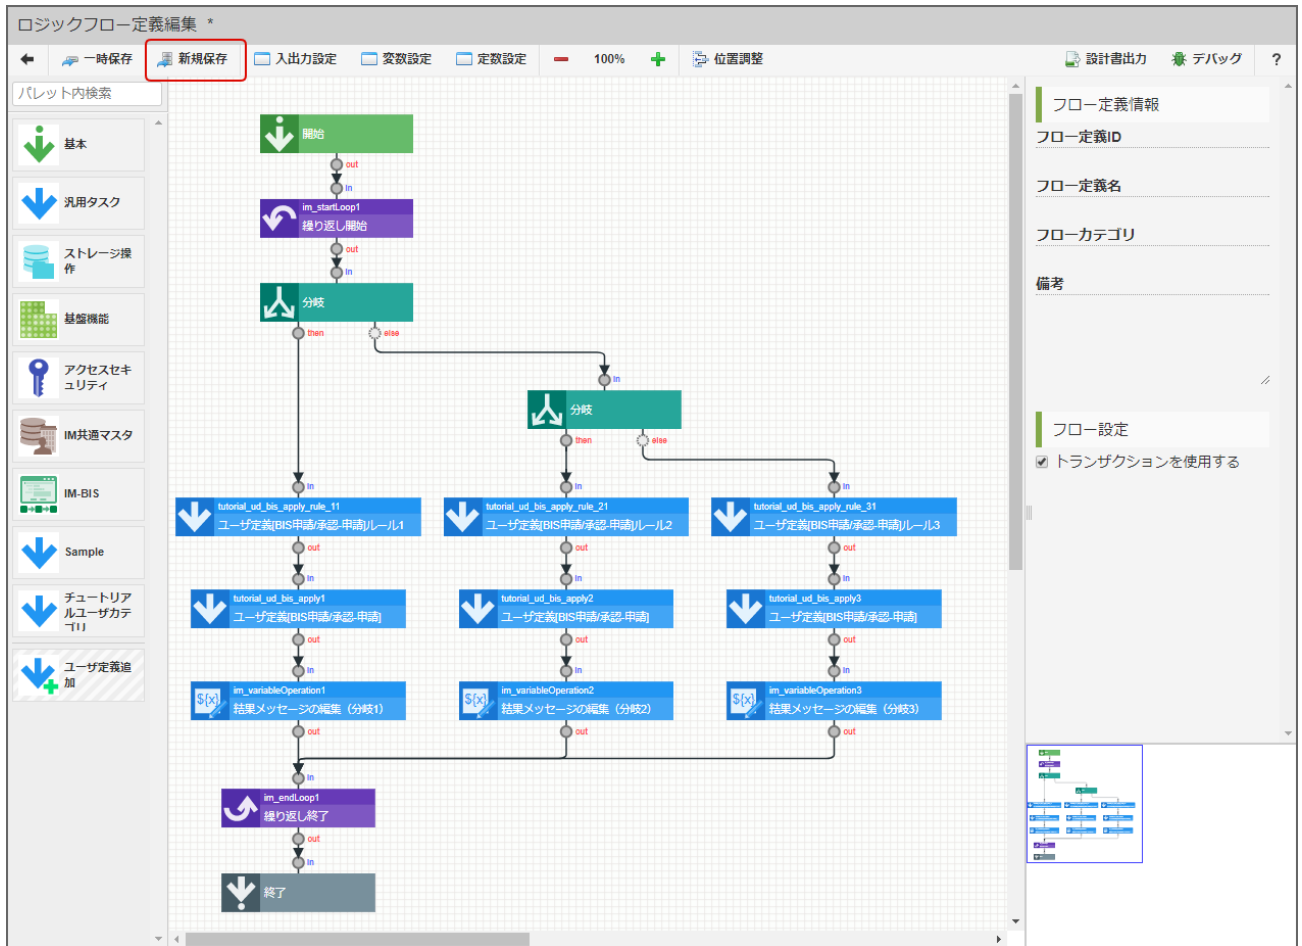 ロジックフロー定義編集 *
一時保存
新規保存
入出力設定
変数設定
定数設定
100%
位置調整
設計書出力
デバッグ
?
パレット内検索
基本
汎用タスク
ストレージ操
作
基盤機能
アクセスセキ
ュリティ
IM共通マスタ
IM-BIS
Sample
チュートリア
ルユーザカテ
ゴリ
ユーザ定義追
加
開始
out
In
im_startLoop1
繰り返し開始
out
In
分岐
then
else
In
分岐
then
else
In
In
In
tutorial_ud_bis_apply_rule_11
ユーザ定義[BIS申請/承認-申請]ルール1
tutorial_ud_bis_apply_rule_21
ユーザ定義[BIS申請/承認-申請]ルール2
tutorial_ud_bis_apply_rule_31
ユーザ定義[BIS申請/承認-申請]ルール3
out
out
out
In
In
In
tutorial_ud_bis_apply1
ユーザ定義[BIS申請/承認-申請]
tutorial_ud_bis_apply2
ユーザ定義[BIS申請/承認-申請]
tutorial_ud_bis_apply3
ユーザ定義[BIS申請/承認-申請]
out
out
out
In
In
In
${x}
im_variableOperation1
結果メッセージの編集（分岐1）
${x}
im_variableOperation2
結果メッセージの編集（分岐2）
${x}
im_variableOperation3
結果メッセージの編集（分岐3）
out
out
out
In
im_endLoop1
繰り返し終了
out
In
終了
フロー定義情報
フロー定義ID
フロー定義名
フローカテゴリ
備考
フロー設定
トランザクションを使用する